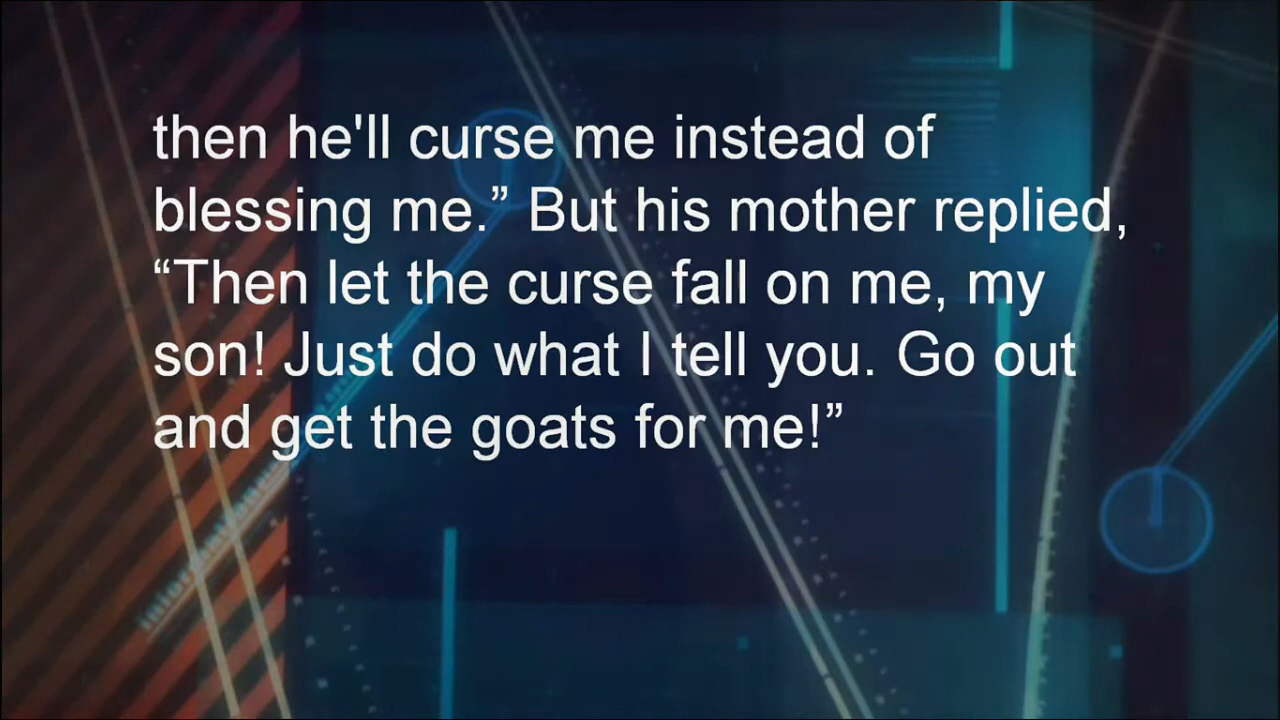 then he'll curse me instead of
blessing me.” But his mother replied,
“Then let the curse fall on me, my
son! Just do what I tell you. Go out
and get the goats for me!”